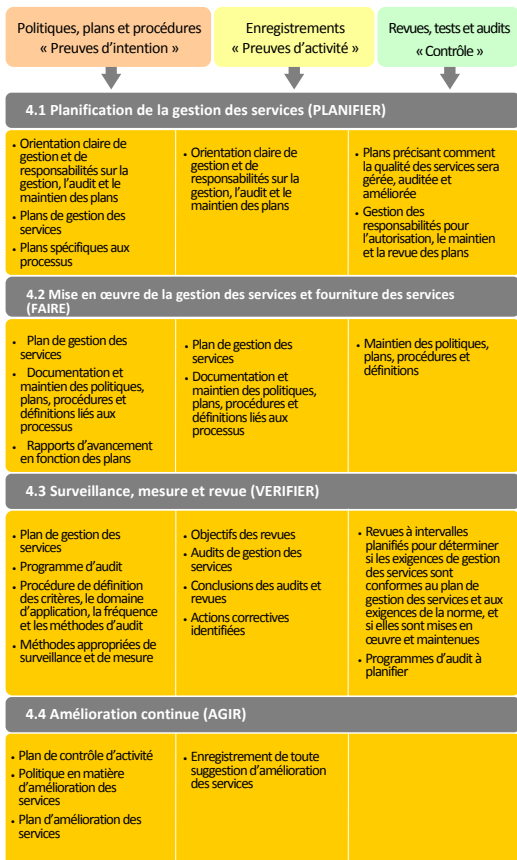 Politiques, plans et procédures
« Preuves d'intention »
Enregistrements
« Preuves d'activité »
Revues, tests et audits
« Contrôle »
4.1 Planification de la gestion des services (PLANIFIER)
• Orientation claire de
gestion et de
responsabilités sur la
gestion, l'audit et le
maintien des plans
• Plans de gestion des
services
• Plans spécifiques aux
processus
• Orientation claire de
gestion et de
responsabilités sur la
gestion, l'audit et le
maintien des plans
• Plans précisant comment
la qualité des services sera
gérée, auditée et
améliorée
• Gestion des
responsabilités pour
l'autorisation, le maintien
et la revue des plans
4.2 Mise en œuvre de la gestion des services et fourniture des services
(FAIRE)
• Plan de gestion des
services
• Documentation et
maintien des politiques,
plans, procédures et
définitions liés aux
processus
• Rapports d'avancement
en fonction des plans
• Plan de gestion des
services
• Documentation et
maintien des politiques,
plans, procédures et
définitions liés aux
processus
• Maintien des politiques,
plans, procédures et
définitions
4.3 Surveillance, mesure et revue (VERIFIER)
• Plan de gestion des
services
• Programme d'audit
• Procédure de définition
des critères, le domaine
d'application, la fréquence
et les méthodes d'audit
• Méthodes appropriées de
surveillance et de mesure
• Objectifs des revues
• Audits de gestion des
services
• Conclusions des audits et
revues
• Actions correctives
identifiées
• Revues à intervalles
planifiés pour déterminer
si les exigences de gestion
des services sont
conformes au plan de
gestion des services et aux
exigences de la norme, et
si elles sont mises en
œuvre et maintenues
• Programmes d'audit à
planifier
4.4 Amélioration continue (AGIR)
• Plan de contrôle d'activité
• Politique en matière
d'amélioration des
services
• Plan d'amélioration des
services
• Enregistrement de toute
suggestion d'amélioration
des services